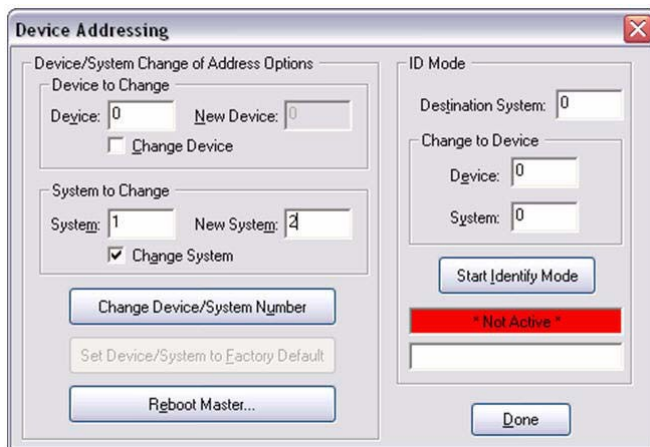 Device Addressing
Device/System Change of Address Options
Device to Change
Device: 0 New Device: 0
Change Device
System to Change
System: 1 New System: 2
Change System
Change Device/System Number
Set Device/System to Factory Default
Reboot Master...
ID Mode
Destination System: 0
Change to Device
Device: 0
System: 0
Start Identify Mode
* Not Active *
Done